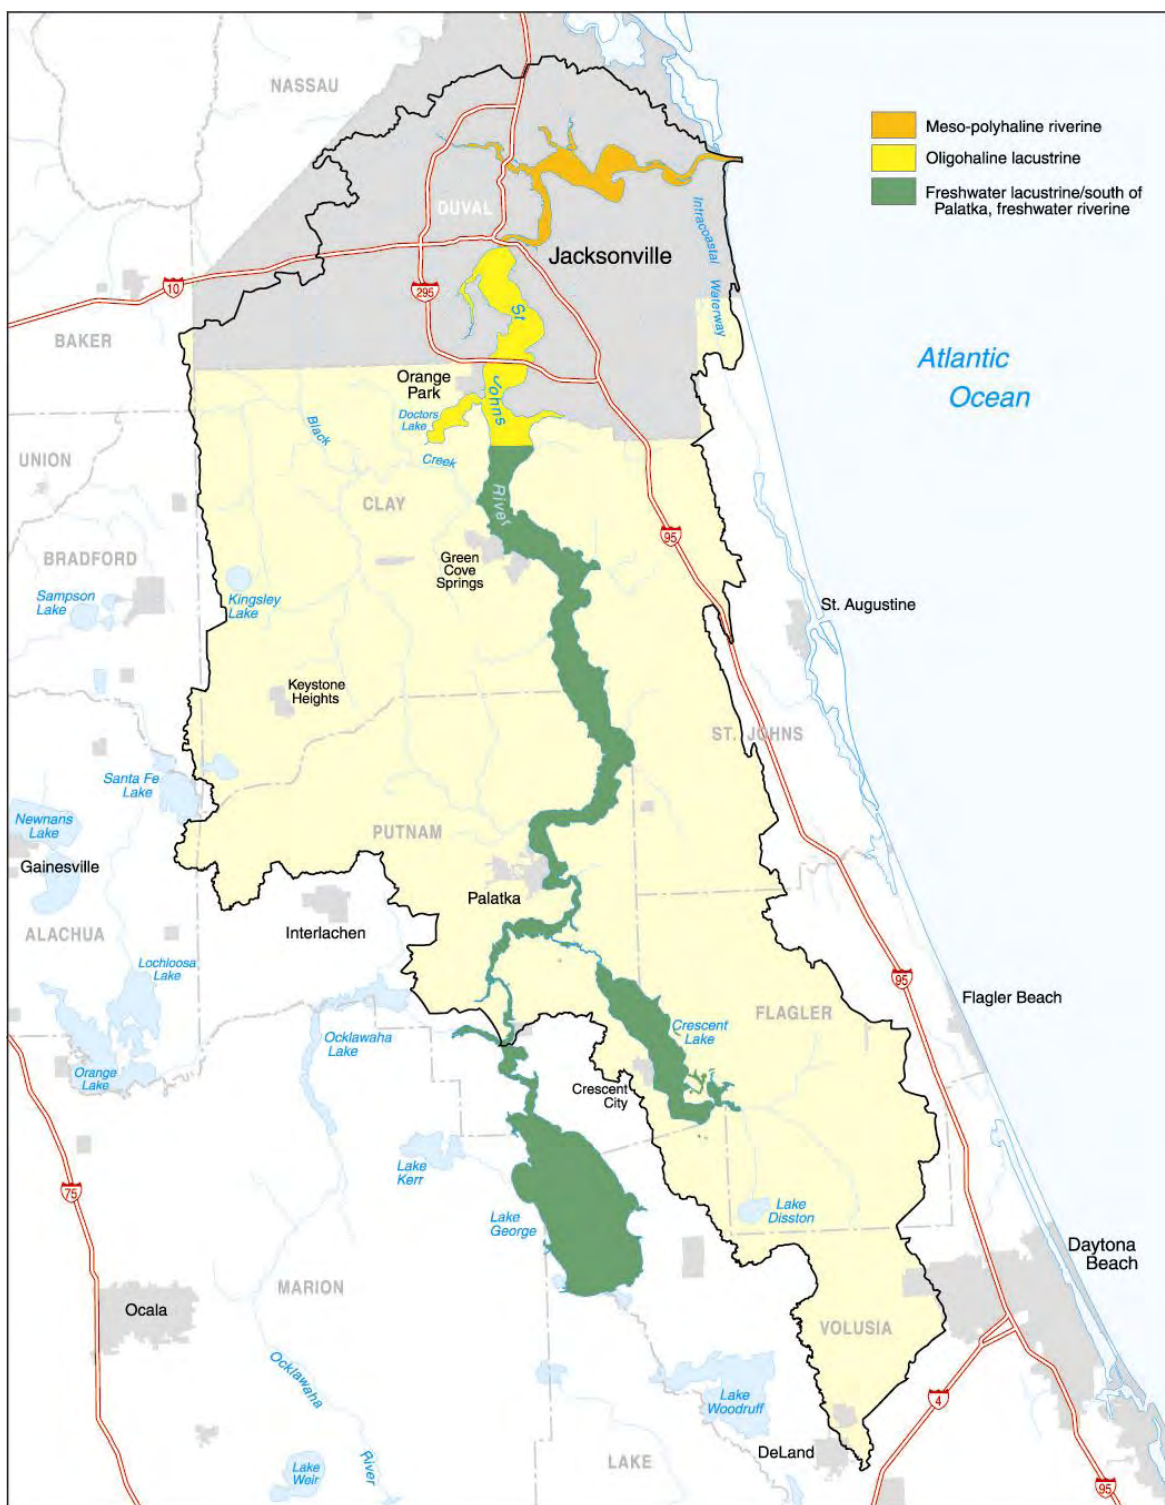 NASSAU
Meso-polyhaline riverine
Oligohaline lacustrine
Freshwater lacustrine/south of
Palatka, freshwater riverine
DUVAL
Intracoastal
Waterway
Jacksonville
10
295
St
BAKER
Atlantic
Ocean
Orange
Park
Johns
Doctors
Lake
Black
Creek
UNION
River
CLAY
95
BRADFORD
Green
Cove
Springs
Sampson
Lake
Kingsley
Lake
St. Augustine
Keystone
Heights
ST. JOHNS
Santa Fe
Lake
Newnans
Lake
PUTNAM
Gainesville
Palatka
Interlachen
ALACHUA
Lochloosa
Lake
95
Flagler Beach
FLAGLER
Crescent
Lake
Ocklawaha
Lake
Orange
Lake
Crescent
City
Lake
Kerr
75
Lake
George
Lake
Disston
Daytona
Beach
MARION
Ocala
VOLUSIA
Ocklawaha
River
Lake
Woodruff
4
DeLand
LAKE
Lake
Weir
95